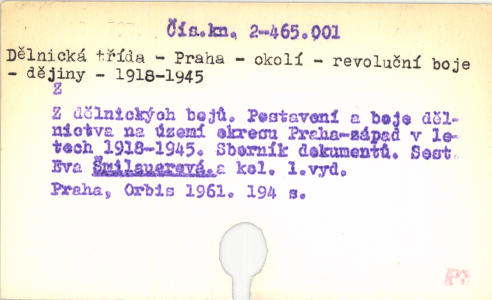 Čís.kn. 2-465.001
Dělnická třída - Praha - okolí - revoluční boje
- dějiny - 1918-1945
Z
Z dělnických bojů. Postavení a boje děl-
nictva na území okresu Praha-západ v le-
tech 1918-1945. Sborník dokumentů. Sest.
Eva Šmilauerová.a kol. 1.vyd.
Praha, Orbis 1961. 194 s.